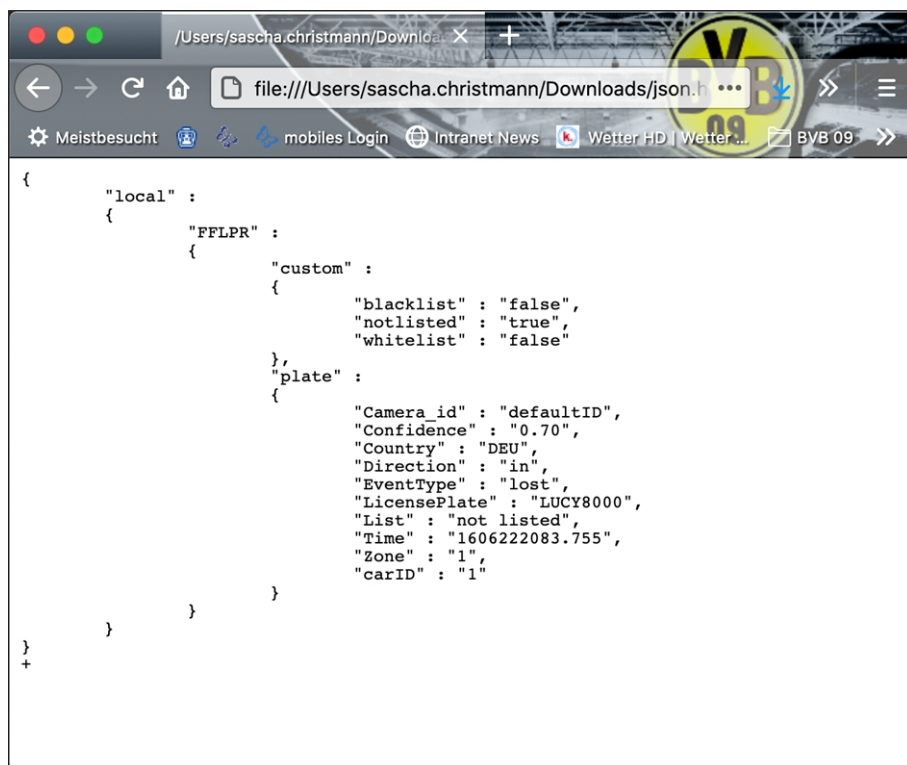 /Users/sascha.christmann/Downloa
file:///Users/sascha.christmann/Downloads/json.h
Meistbesucht mobiles Login Intranet News k. Wetter HD | Wetter ... BVB 09
BVB
09
{
"local" :
{
"FFLPR" :
{
"custom" :
{
"blacklist" : "false",
"notlisted" : "true",
"whitelist" : "false"
},
"plate" :
{
"Camera_id" : "defaultID",
"Confidence" : "0.70",
"Country" : "DEU",
"Direction" : "in",
"EventType" : "lost",
"LicensePlate" : "LUCY8000",
"List" : "not listed",
"Time" : "1606222083.755",
"Zone" : "1",
"carID" : "1"
}
}
}
}
+